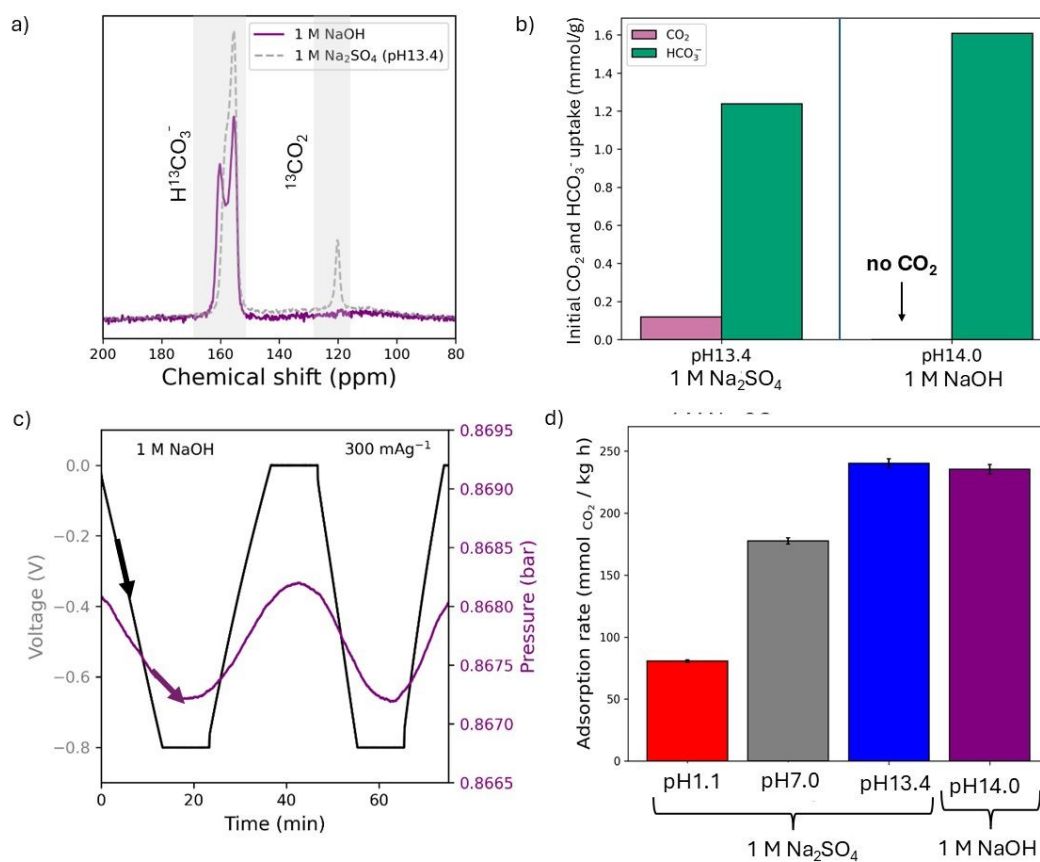 a)
1 M NaOH
1 M Na₂SO₄ (pH13.4)
H¹³CO₃⁻
¹³CO₂
200 180 160 140 120 100 80
Chemical shift (ppm)
b)
CO₂
HCO₃⁻
Initial CO₂ and HCO₃⁻ uptake (mmol/g)
1.6
1.4
1.2
1.0
0.8
0.6
0.4
0.2
0.0
no CO₂
pH13.4 pH14.0
1 M Na₂SO₄ 1 M NaOH
c)
1 M NaOH 300 mAg⁻¹
Voltage (V)
0.0
−0.2
−0.4
−0.6
−0.8
0.8695
0.8690
0.8685
0.8680
0.8675
0.8670
0.8665
Pressure (bar)
0 20 40 60
Time (min)
d)
Adsorption rate (mmol CO₂ / kg h)
250
200
150
100
50
0
pH1.1 pH7.0 pH13.4 pH14.0
1 M Na₂SO₄ 1 M NaOH